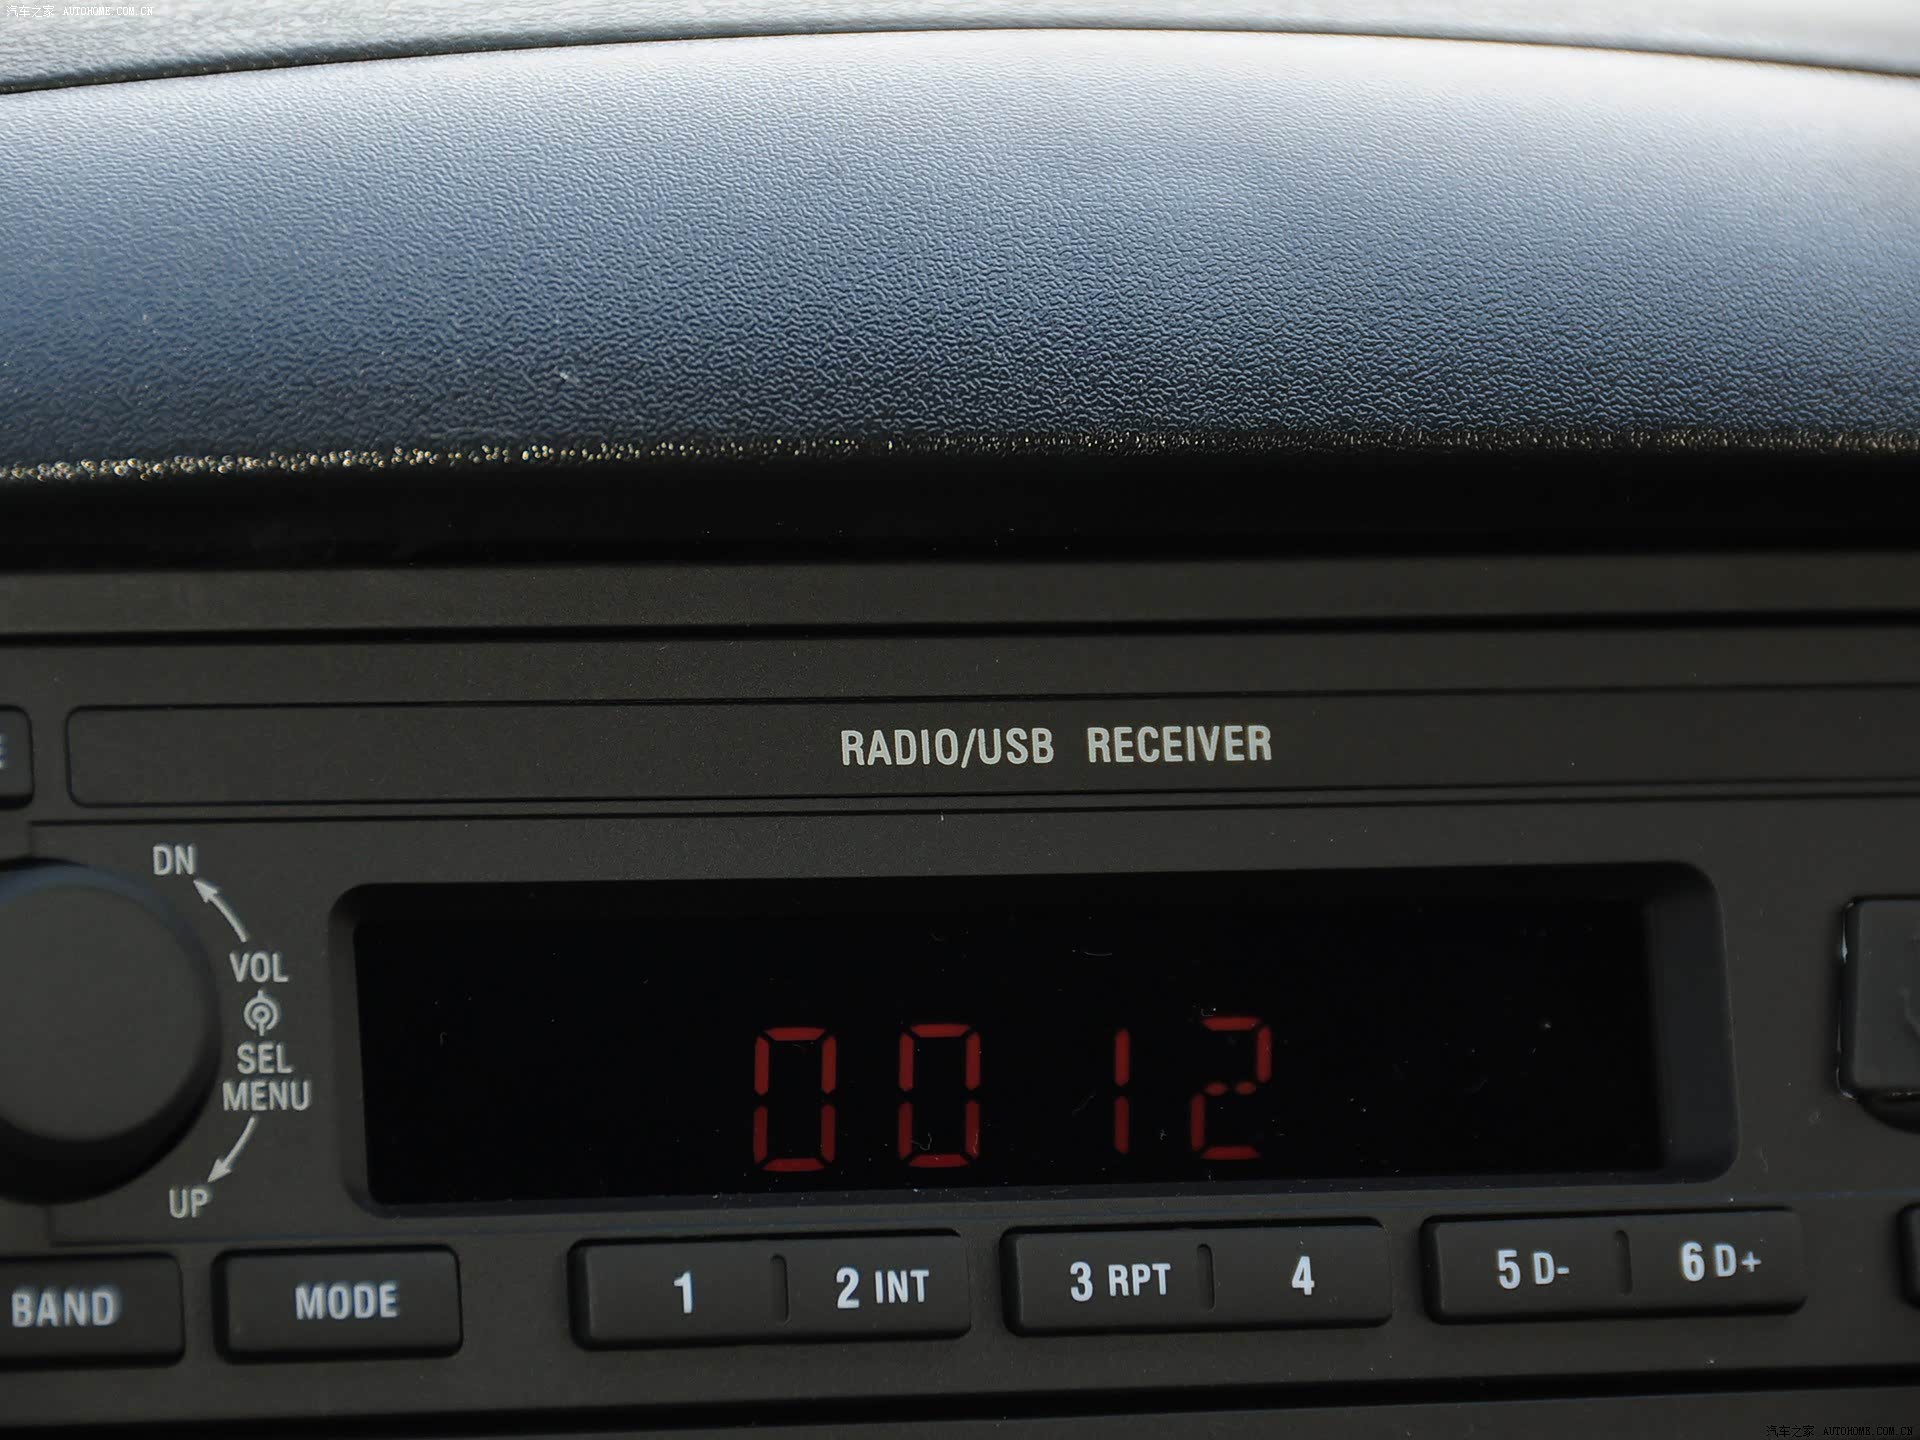 汽车之家 AUTOHOME.COM.CN
RADIO/USB RECEIVER
DN
VOL
SEL
MENU
UP
0012
BAND
MODE
1
2 INT
3 RPT
4
5 D-
6 D+
汽车之家 AUTOHOME.COM.CN